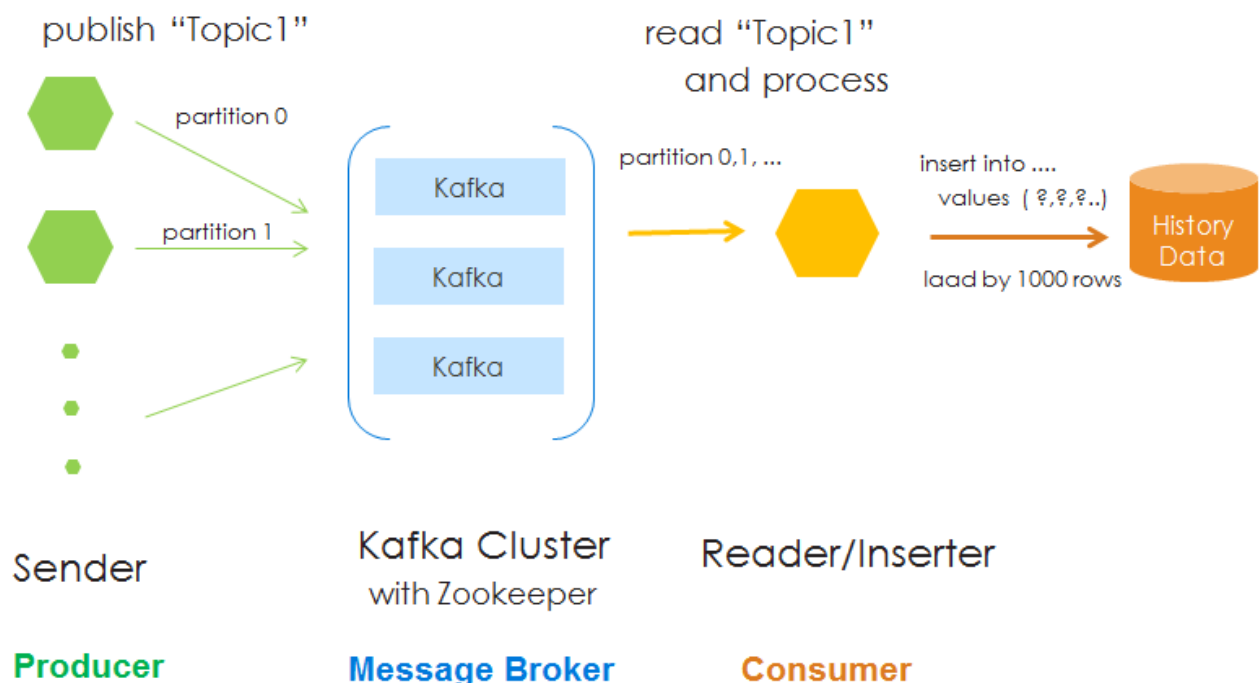 publish “Topic1”
read “Topic1”
and process
partition 0
partition 1
Kafka
Kafka
Kafka
partition 0,1, ...
insert into ....
values ( ?,?,?..)
laad by 1000 rows
History
Data
Sender
Kafka Cluster
with Zookeeper
Reader/Inserter
Producer
Message Broker
Consumer